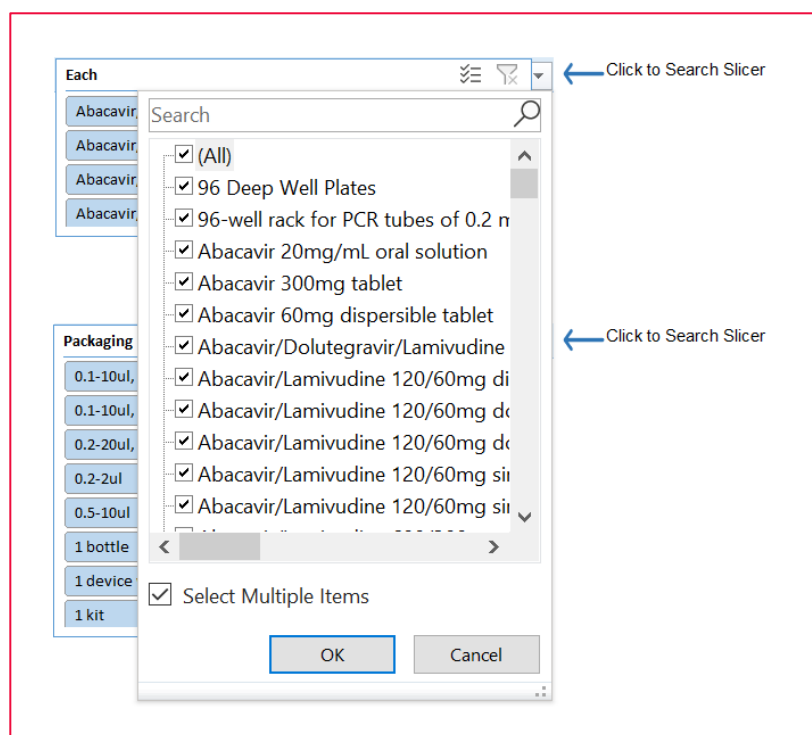 Each
Click to Search Slicer
Abacavir,
Abacavir,
Abacavir,
Abacavir,
Search
(All)
96 Deep Well Plates
96-well rack for PCR tubes of 0.2 m
Abacavir 20mg/mL oral solution
Abacavir 300mg tablet
Abacavir 60mg dispersible tablet
Abacavir/Dolutegravir/Lamivudine
Abacavir/Lamivudine 120/60mg di
Abacavir/Lamivudine 120/60mg do
Abacavir/Lamivudine 120/60mg do
Abacavir/Lamivudine 120/60mg sin
Abacavir/Lamivudine 120/60mg sin
Packaging
Click to Search Slicer
0.1-10ul,
0.1-10ul,
0.2-20ul,
0.2-2ul
0.5-10ul
1 bottle
1 device
1 kit
Select Multiple Items
OK
Cancel